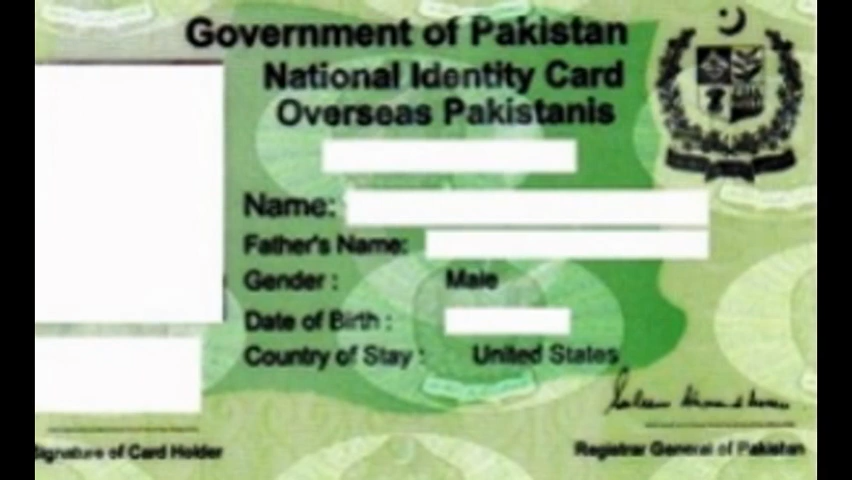 Government of Pakistan
National Identity Card
Overseas Pakistanis
Name:
Father's Name:
Gender : Male
Date of Birth :
Country of Stay : United States
Signature of Card Holder
Registrar General of Pakistan